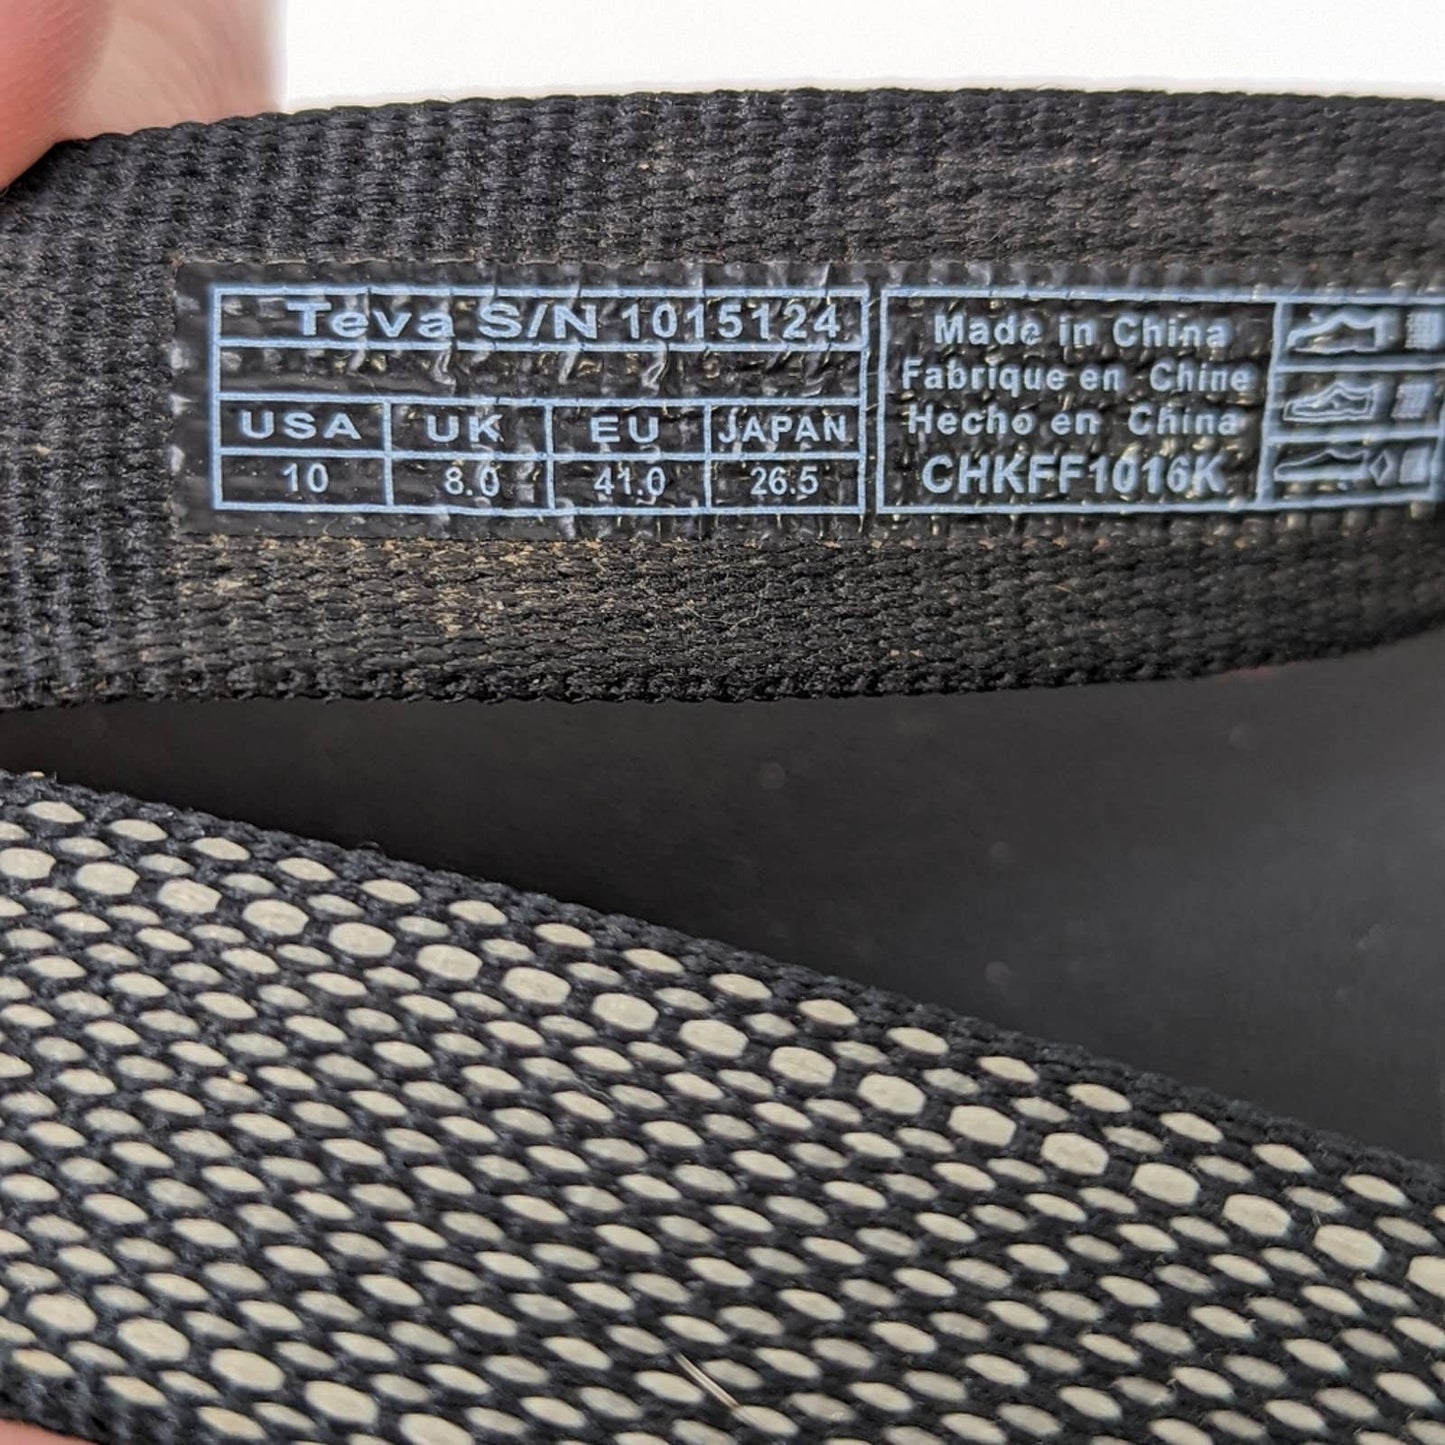 Teva S/N 1015124
USA UK EU JAPAN
10 8.0 41.0 26.5
Made in China
Fabrique en Chine
Hecho en China
CHKFF1016K